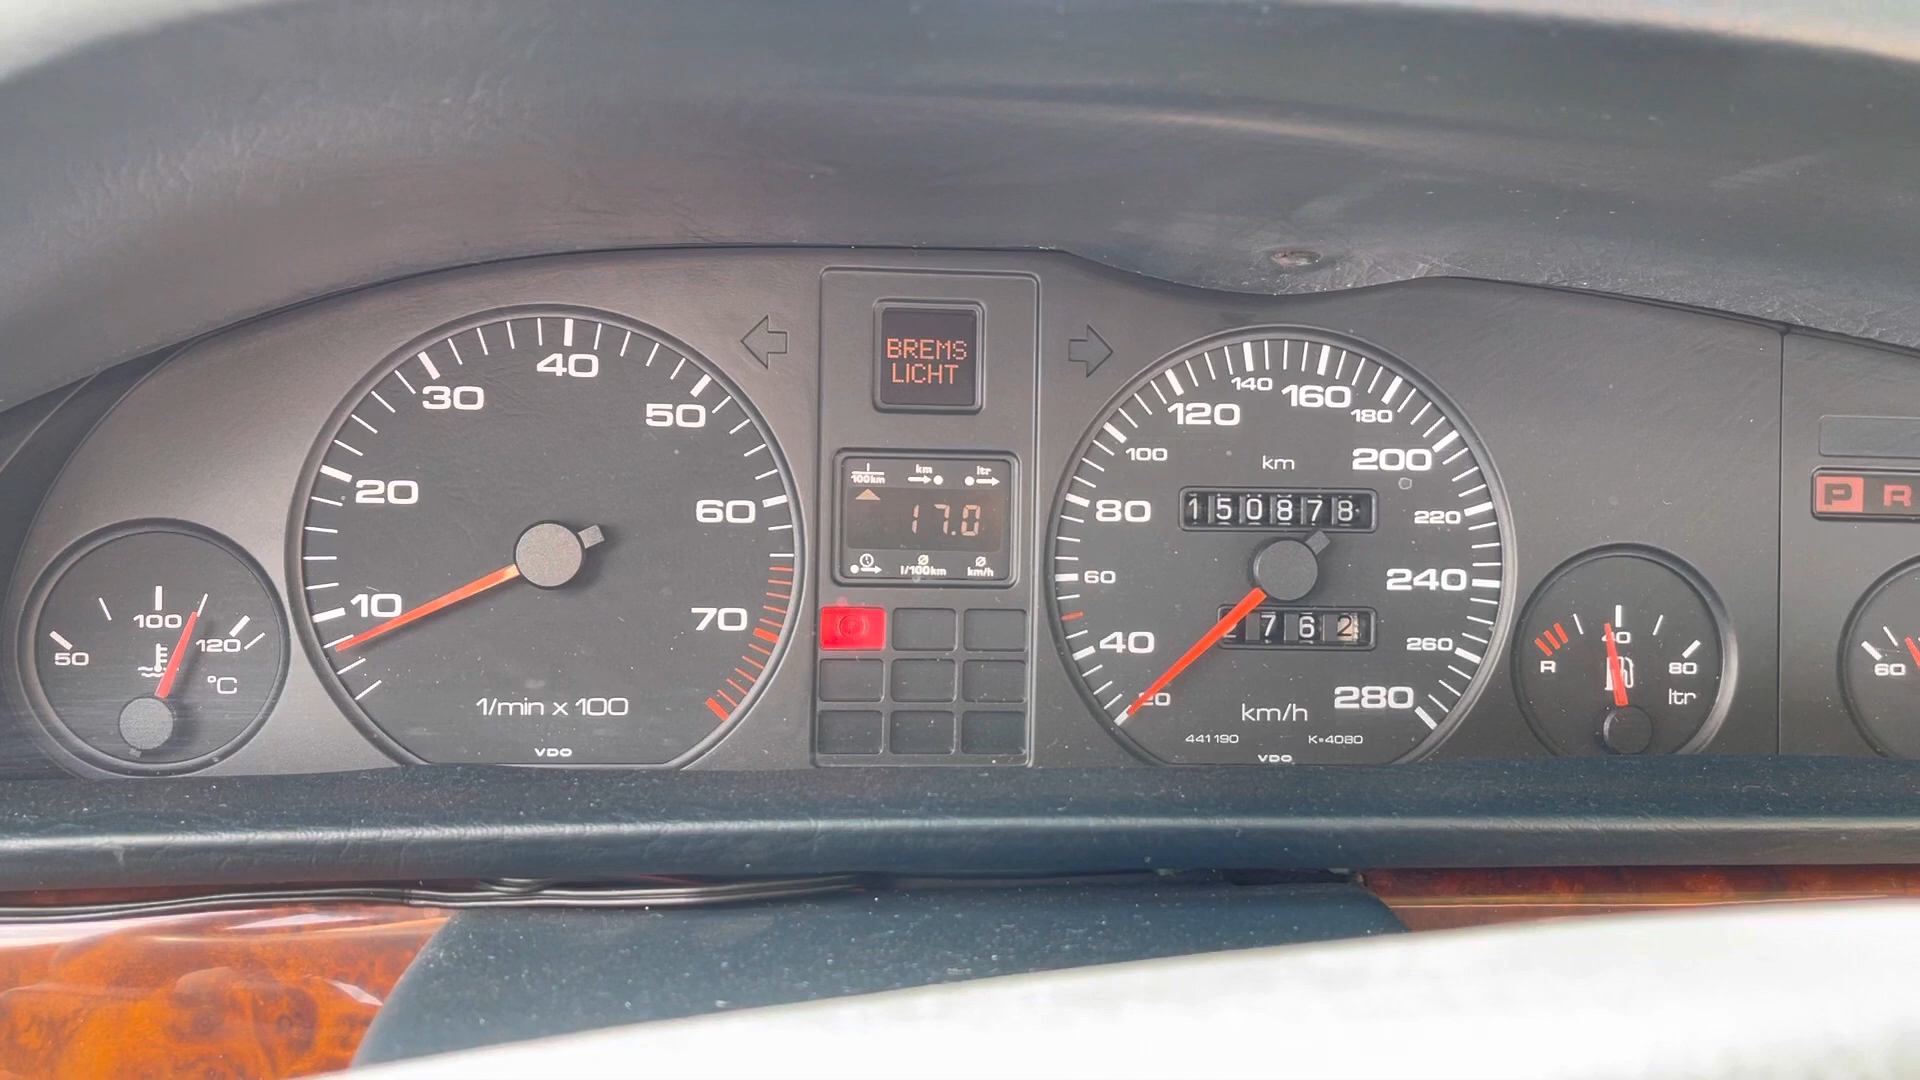 BREMS
LICHT
100km
km
ltr
17.0
l/100km
km/h
10
20
30
40
50
60
70
1/min x 100
VDO
50
100
120
°C
20
40
60
80
100
120
140
160
180
200
220
240
260
280
km
150878
762
km/h
441190
K=4080
VDO
R
40
80
ltr
P R
60